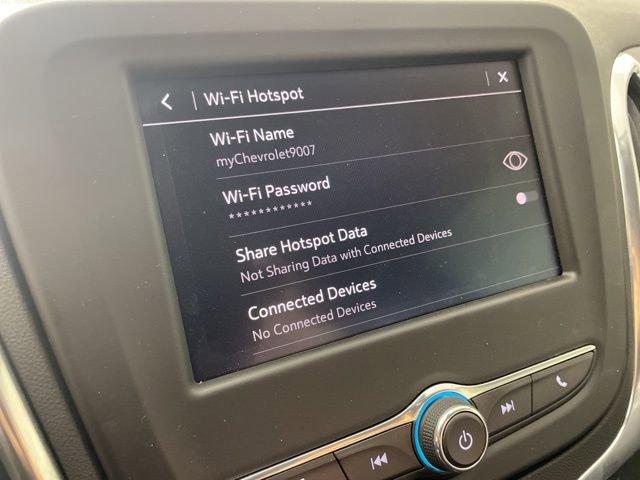 Wi-Fi Hotspot
Wi-Fi Name
myChevrolet9007
Wi-Fi Password
************
Share Hotspot Data
Not Sharing Data with Connected Devices
Connected Devices
No Connected Devices